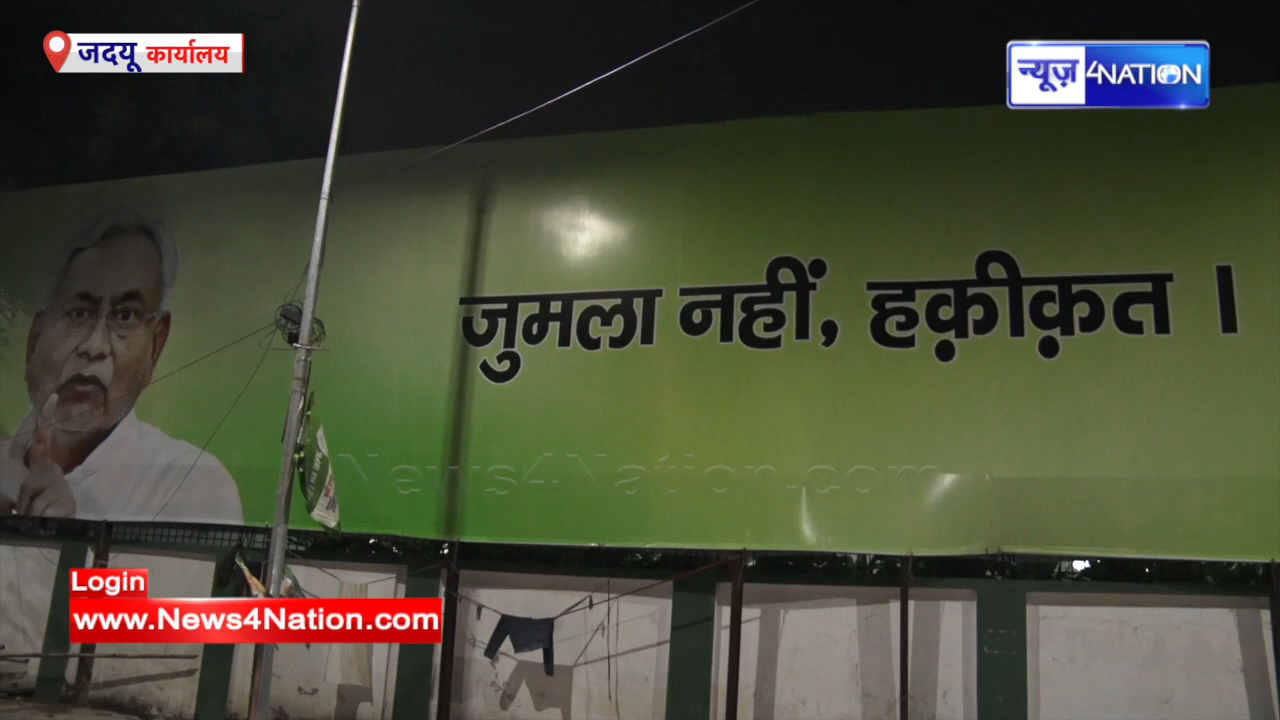 जदयू कार्यालय
न्यूज़ 4NATION
जुमला नहीं, हक़ीक़त ।
News4Nation.com
Login
www.News4Nation.com